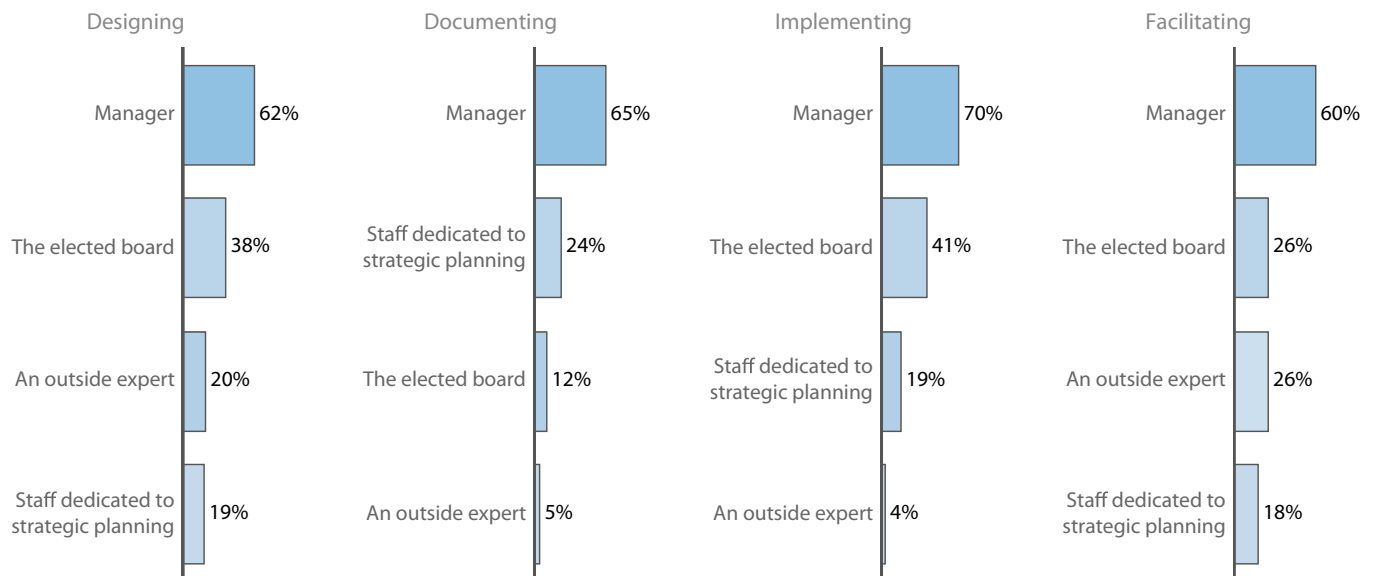 Designing
Manager
62%
The elected board
38%
An outside expert
20%
Staff dedicated to
strategic planning
19%
Documenting
Manager
65%
Staff dedicated to
strategic planning
24%
The elected board
12%
An outside expert
5%
Implementing
Manager
70%
The elected board
41%
Staff dedicated to
strategic planning
19%
An outside expert
4%
Facilitating
Manager
60%
The elected board
26%
An outside expert
26%
Staff dedicated to
strategic planning
18%